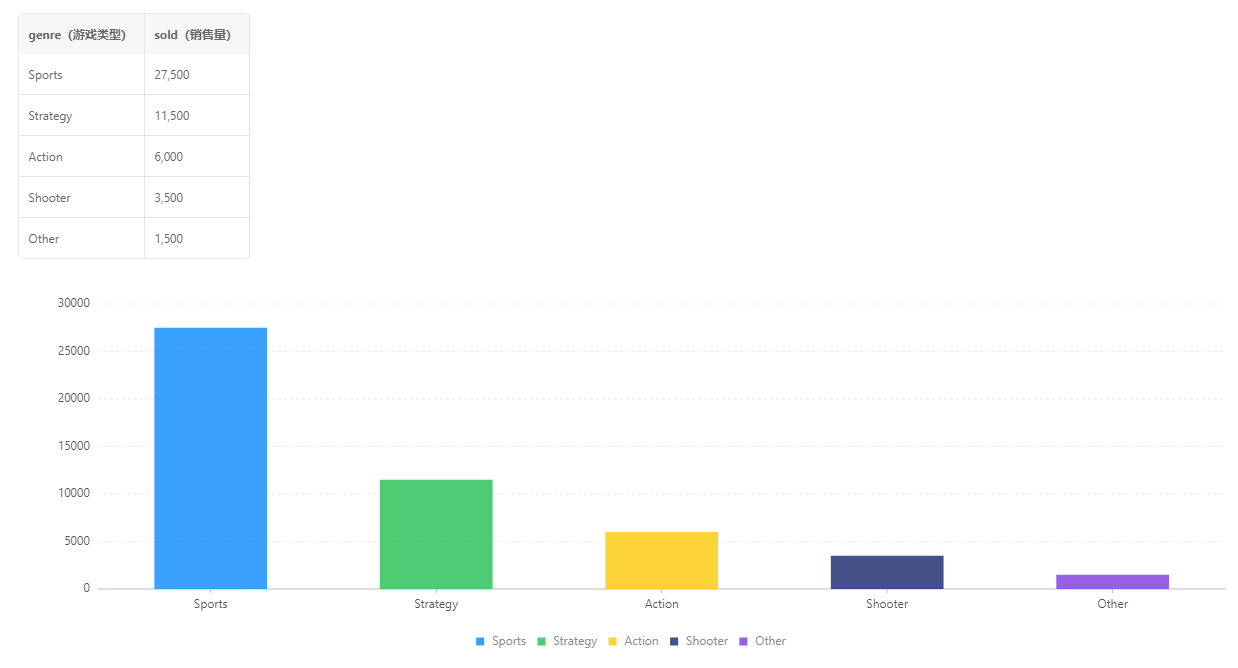 genre（游戏类型） sold（销售量）
Sports 27,500
Strategy 11,500
Action 6,000
Shooter 3,500
Other 1,500
30000
25000
20000
15000
10000
5000
0
Sports Strategy Action Shooter Other
Sports Strategy Action Shooter Other